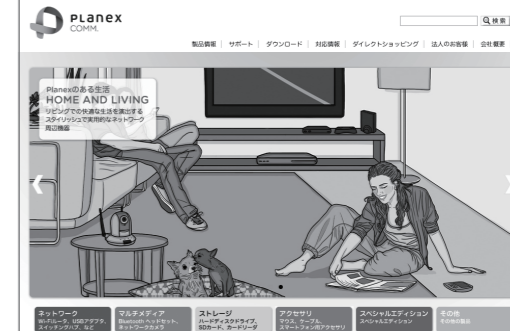 PLANEX
COMM.
検索
製品情報 サポート ダウンロード 対応情報 ダイレクトショッピング 法人のお客様 会社概要
Planexのある生活
HOME AND LIVING
リビングでの快適な生活を演出する
スタイリッシュで実用的なネットワーク
周辺機器
ネットワーク
Wi-Fiルータ、USBアダプタ、
スイッチングハブ、など
マルチメディア
Bluetooth ヘッドセット、
ネットワークカメラ
ストレージ
ハードディスクドライブ、
SDカード、カードリーダ
アクセサリ
マウス、ケーブル、
スマートフォン用アクセサリ
スペシャルエディション
スペシャルエディション
その他
その他の製品